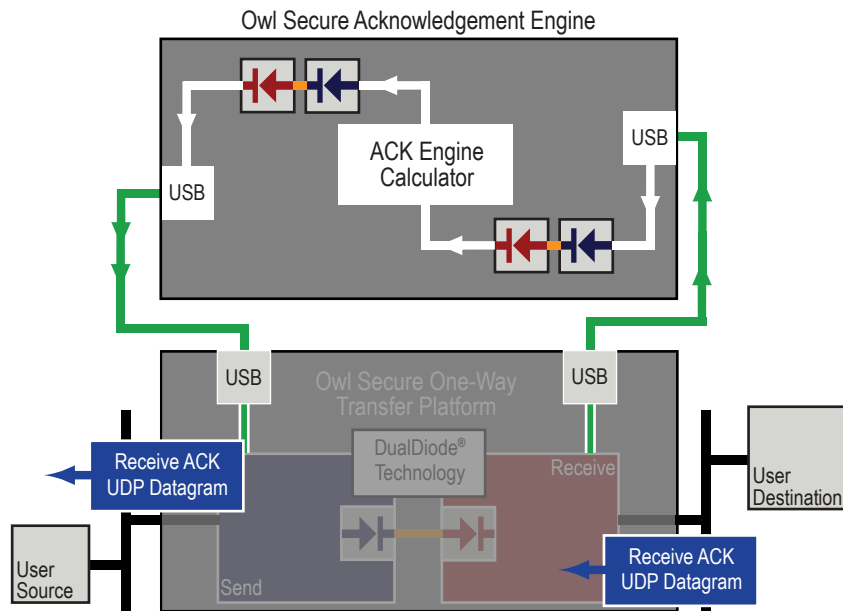 Owl Secure Acknowledgement Engine
USB
ACK Engine
Calculator
USB
USB
Owl Secure One-Way
Transfer Platform
USB
DualDiode®
Technology
Receive ACK
UDP Datagram
Receive
User
Destination
User
Source
Send
Receive ACK
UDP Datagram